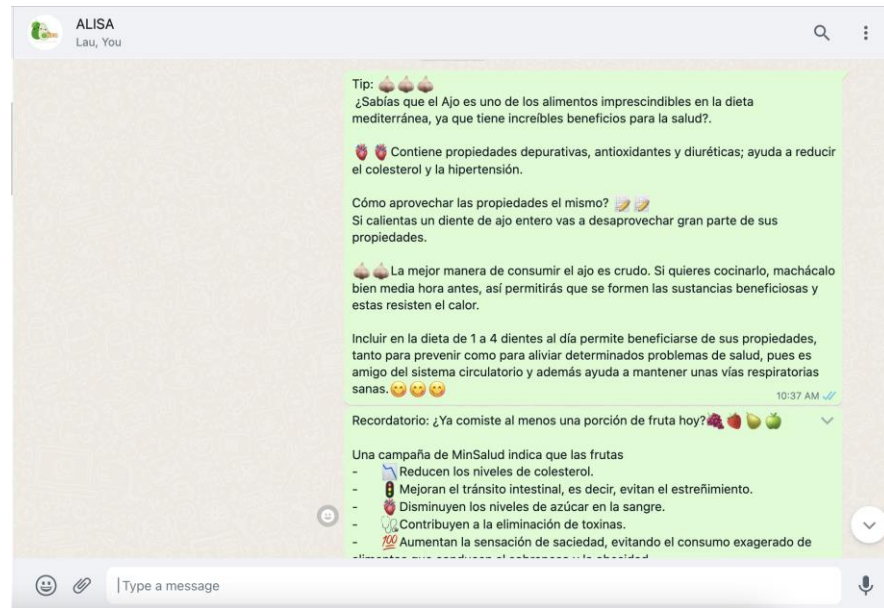 ALISA
Lau, You
Tip:
¿Sabías que el Ajo es uno de los alimentos imprescindibles en la dieta
mediterránea, ya que tiene increíbles beneficios para la salud?.
Contiene propiedades depurativas, antioxidantes y diuréticas; ayuda a reducir
el colesterol y la hipertensión.
Cómo aprovechar las propiedades el mismo?
Si calientas un diente de ajo entero vas a desaprovechar gran parte de sus
propiedades.
La mejor manera de consumir el ajo es crudo. Si quieres cocinarlo, machácalo
bien media hora antes, así permitirás que se formen las sustancias beneficiosas y
estas resisten el calor.
Incluir en la dieta de 1 a 4 dientes al día permite beneficiarse de sus propiedades,
tanto para prevenir como para aliviar determinados problemas de salud, pues es
amigo del sistema circulatorio y además ayuda a mantener unas vías respiratorias
sanas.
10:37 AM
Recordatorio: ¿Ya comiste al menos una porción de fruta hoy?
Una campaña de MinSalud indica que las frutas
- Reducen los niveles de colesterol.
- Mejoran el tránsito intestinal, es decir, evitan el estreñimiento.
- Disminuyen los niveles de azúcar en la sangre.
- Contribuyen a la eliminación de toxinas.
- 100 Aumentan la sensación de saciedad, evitando el consumo exagerado de
alimentos que conducen al sobrepeso y la obesidad
Type a message